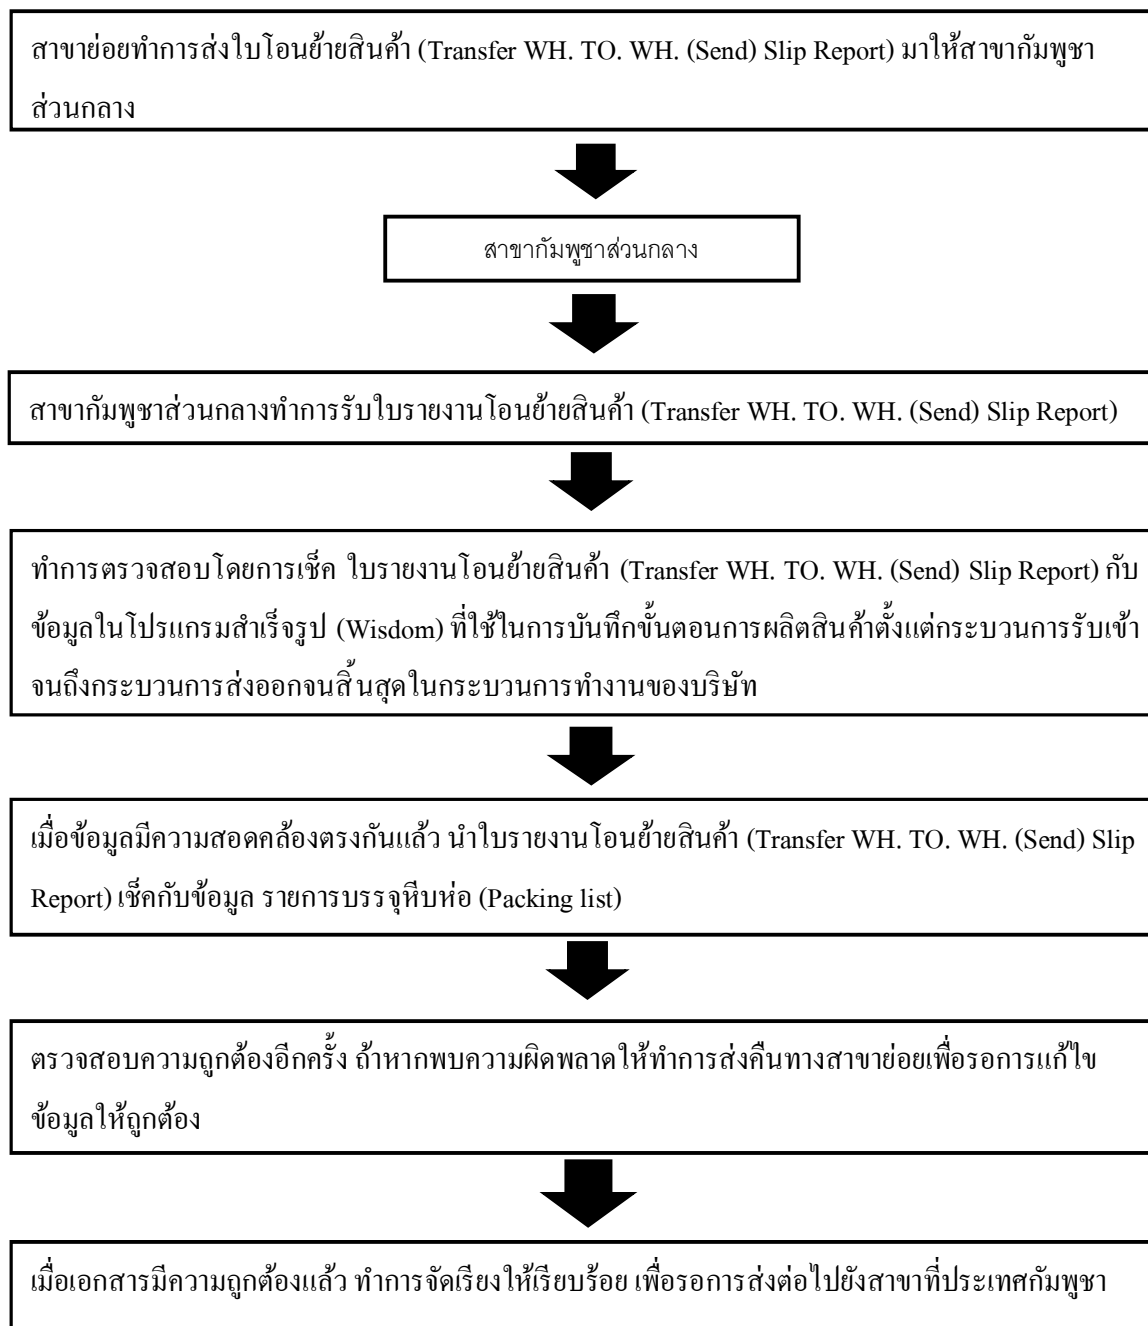 สาขาย่อยทำการส่งใบโอนย้ายสินค้า (Transfer WH. TO. WH. (Send) Slip Report) มาให้สาขากัมพูชา
ส่วนกลาง
สาขากัมพูชาส่วนกลาง
สาขากัมพูชาส่วนกลางทำการรับใบรายงานโอนย้ายสินค้า (Transfer WH. TO. WH. (Send) Slip Report)
ทำการตรวจสอบโดยการเช็ค ใบรายงานโอนย้ายสินค้า (Transfer WH. TO. WH. (Send) Slip Report) กับ
ข้อมูลในโปรแกรมสำเร็จรูป (Wisdom) ที่ใช้ในการบันทึกขั้นตอนการผลิตสินค้าตั้งแต่กระบวนการรับเข้า
จนถึงกระบวนการส่งออกจนสิ้นสุดในกระบวนการทำงานของบริษัท
เมื่อข้อมูลมีความสอดคล้องตรงกันแล้ว นำใบรายงานโอนย้ายสินค้า (Transfer WH. TO. WH. (Send) Slip
Report) เช็คกับข้อมูล รายการบรรจุหีบห่อ (Packing list)
ตรวจสอบความถูกต้องอีกครั้ง ถ้าหากพบความผิดพลาดให้ทำการส่งคืนทางสาขาย่อยเพื่อรอการแก้ไข
ข้อมูลให้ถูกต้อง
เมื่อเอกสารมีความถูกต้องแล้ว ทำการจัดเรียงให้เรียบร้อย เพื่อรอการส่งต่อไปยังสาขาที่ประเทศกัมพูชา